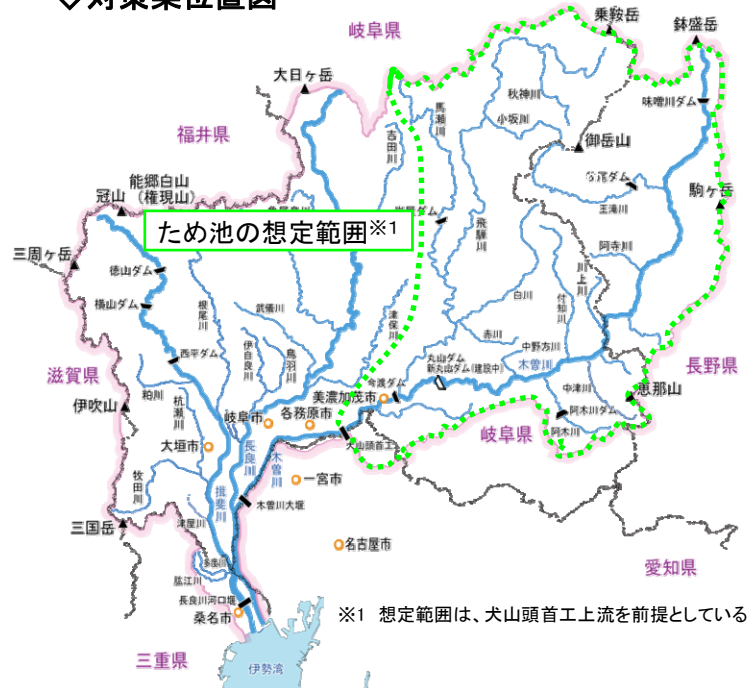 ◇対策案位置図
岐阜県
乗鞍岳
鉢盛岳
大日ヶ岳
秋神川
味噌川ダム
馬瀬川
小坂川
吉田川
福井県
御岳山
能郷白山
(権現山)
冠山
駒ヶ岳
王滝川
ため池の想定範囲※1
飛騨川
阿寺川
三周ヶ岳
徳山ダム
川上川
横山ダム
根尾川
武儀川
津保川
白川
付知川
伊自良川
鳥羽川
赤川
西平ダム
中野方川
丸山ダム
新丸山ダム(建設中)
木曽川
長野県
滋賀県
今渡ダム
粕川
杭瀬川
美濃加茂市
中津川
恵那山
伊吹山
岐阜市
各務原市
阿木川ダム
岐阜県
阿木川
大垣市
長良川
木曽川
犬山頭首工
牧田川
一宮市
揖斐川
木曽川大堰
三国岳
津屋川
名古屋市
多度川
愛知県
肱江川
長良川河口堰
桑名市
※1 想定範囲は、犬山頭首工上流を前提としている
三重県
伊勢湾